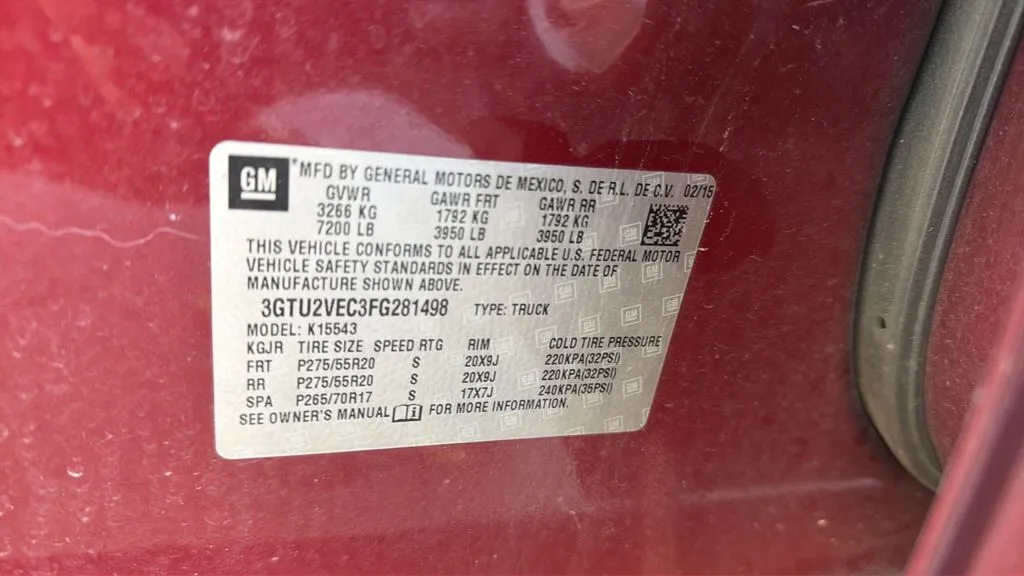 GM
*MFD BY GENERAL MOTORS DE MEXICO, S. DE R.L. DE C.V. 02/15
GVWR GAWR FRT GAWR RR
3266 KG 1792 KG 1792 KG
7200 LB 3950 LB 3950 LB
THIS VEHICLE CONFORMS TO ALL APPLICABLE U.S. FEDERAL MOTOR
VEHICLE SAFETY STANDARDS IN EFFECT ON THE DATE OF
MANUFACTURE SHOWN ABOVE.
3GTU2VEC3FG281498 TYPE: TRUCK
MODEL: K15543
KGJR TIRE SIZE SPEED RTG RIM COLD TIRE PRESSURE
FRT P275/55R20 S 20X9J 220KPA(32PSI)
RR P275/55R20 S 20X9J 220KPA(32PSI)
SPA P265/70R17 S 17X7J 240KPA(35PSI)
SEE OWNER'S MANUAL i FOR MORE INFORMATION.